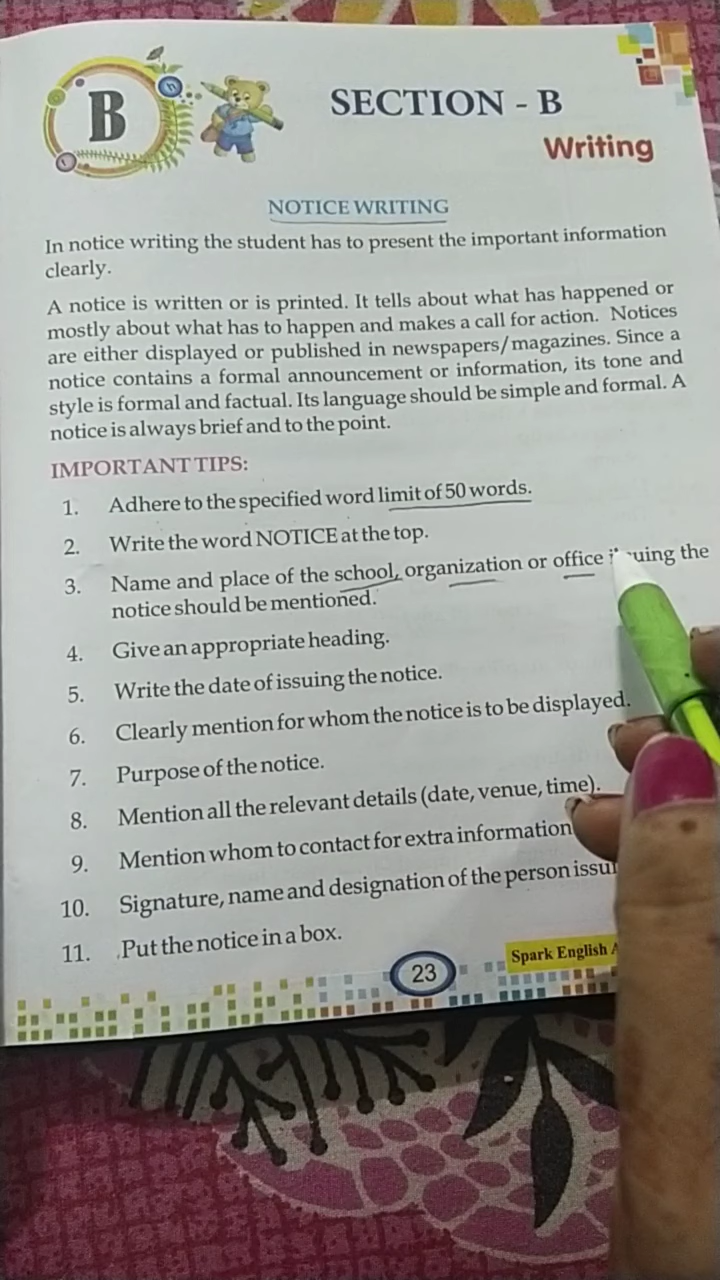 B
SECTION - B
Writing
NOTICE WRITING
In notice writing the student has to present the important information
clearly.
A notice is written or is printed. It tells about what has happened or
mostly about what has to happen and makes a call for action. Notices
are either displayed or published in newspapers/magazines. Since a
notice contains a formal announcement or information, its tone and
style is formal and factual. Its language should be simple and formal. A
notice is always brief and to the point.
IMPORTANT TIPS:
1. Adhere to the specified word limit of 50 words.
2. Write the word NOTICE at the top.
3. Name and place of the school, organization or office the
notice should be mentioned.
4. Give an appropriate heading.
5. Write the date of issuing the notice.
6. Clearly mention for whom the notice is to be displayed.
7. Purpose of the notice.
8. Mention all the relevant details (date, venue, time).
9. Mention whom to contact for extra information
10. Signature, name and designation of the person
11. Put the notice in a box.
23
Spark English